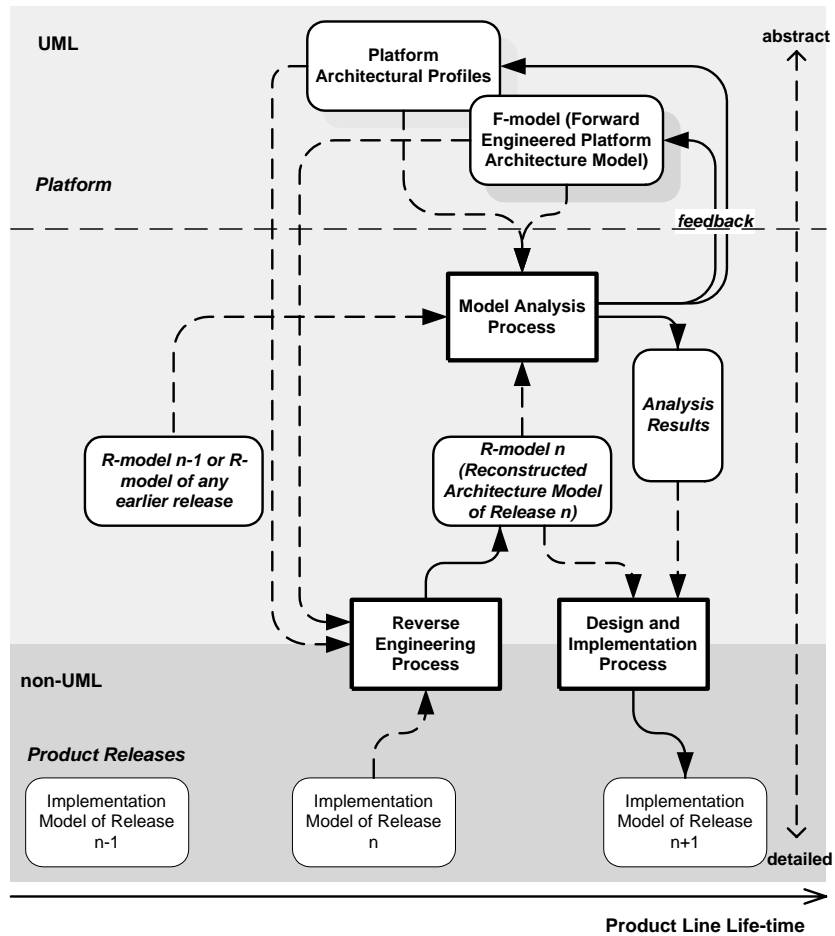 UML
abstract
Platform
Architectural Profiles
F-model (Forward
Engineered Platform
Architecture Model)
Platform
feedback
Model Analysis
Process
Analysis
Results
R-model n-1 or R-
model of any
earlier release
R-model n
(Reconstructed
Architecture Model
of Release n)
Reverse
Engineering
Process
Design and
Implementation
Process
non-UML
Product Releases
Implementation
Model of Release
n-1
Implementation
Model of Release
n
Implementation
Model of Release
n+1
detailed
Product Line Life-time